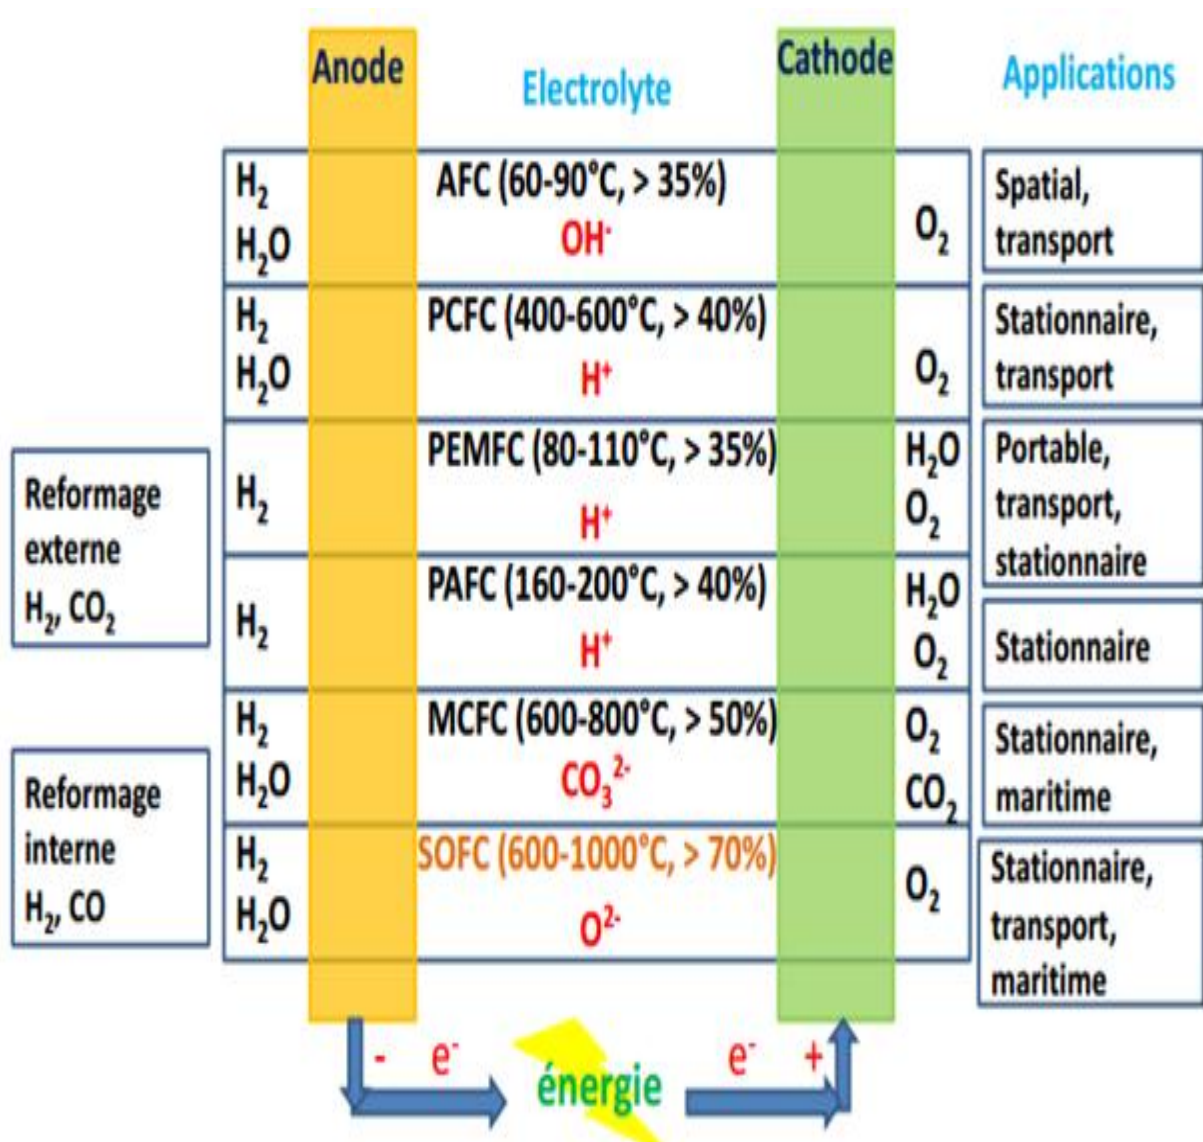 Anode
Electrolyte
Cathode
Applications
H₂
H₂O
AFC (60-90°C, > 35%)
OH⁻
O₂
Spatial,
transport
H₂
H₂O
PCFC (400-600°C, > 40%)
H⁺
O₂
Stationnaire,
transport
Reformage
externe
H₂, CO₂
H₂
PEMFC (80-110°C, > 35%)
H⁺
H₂O
O₂
Portable,
transport,
stationnaire
H₂
PAFC (160-200°C, > 40%)
H⁺
H₂O
O₂
Stationnaire
Reformage
interne
H₂, CO
H₂
H₂O
MCFC (600-800°C, > 50%)
CO₃²⁻
O₂
CO₂
Stationnaire,
maritime
H₂
H₂O
SOFC (600-1000°C, > 70%)
O²⁻
O₂
Stationnaire,
transport,
maritime
- e⁻
énergie
e⁻ +